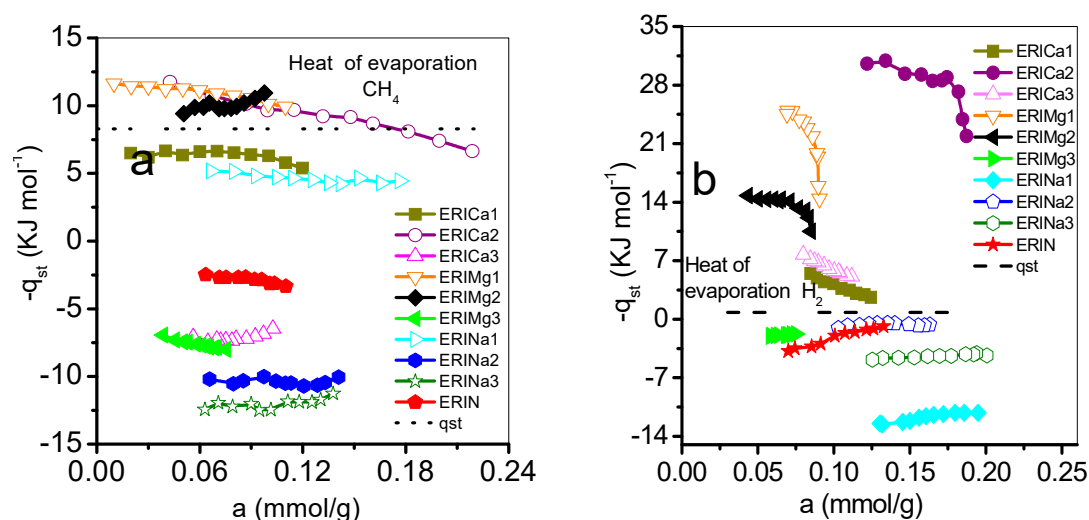 15
10
5
0
-5
-10
-15
-q_st (KJ mol^-1)
Heat of evaporation
CH_4
a
ERICa1
ERICa2
ERICa3
ERIMg1
ERIMg2
ERIMg3
ERINa1
ERINa2
ERINa3
ERIN
qst
0.00 0.06 0.12 0.18 0.24
a (mmol/g)
35
28
21
14
7
0
-7
-14
-q_st (KJ mol^-1)
b
Heat of
evaporation H_2
ERICa1
ERICa2
ERICa3
ERIMg1
ERIMg2
ERIMg3
ERINa1
ERINa2
ERINa3
ERIN
qst
0.00 0.05 0.10 0.15 0.20 0.25
a (mmol/g)